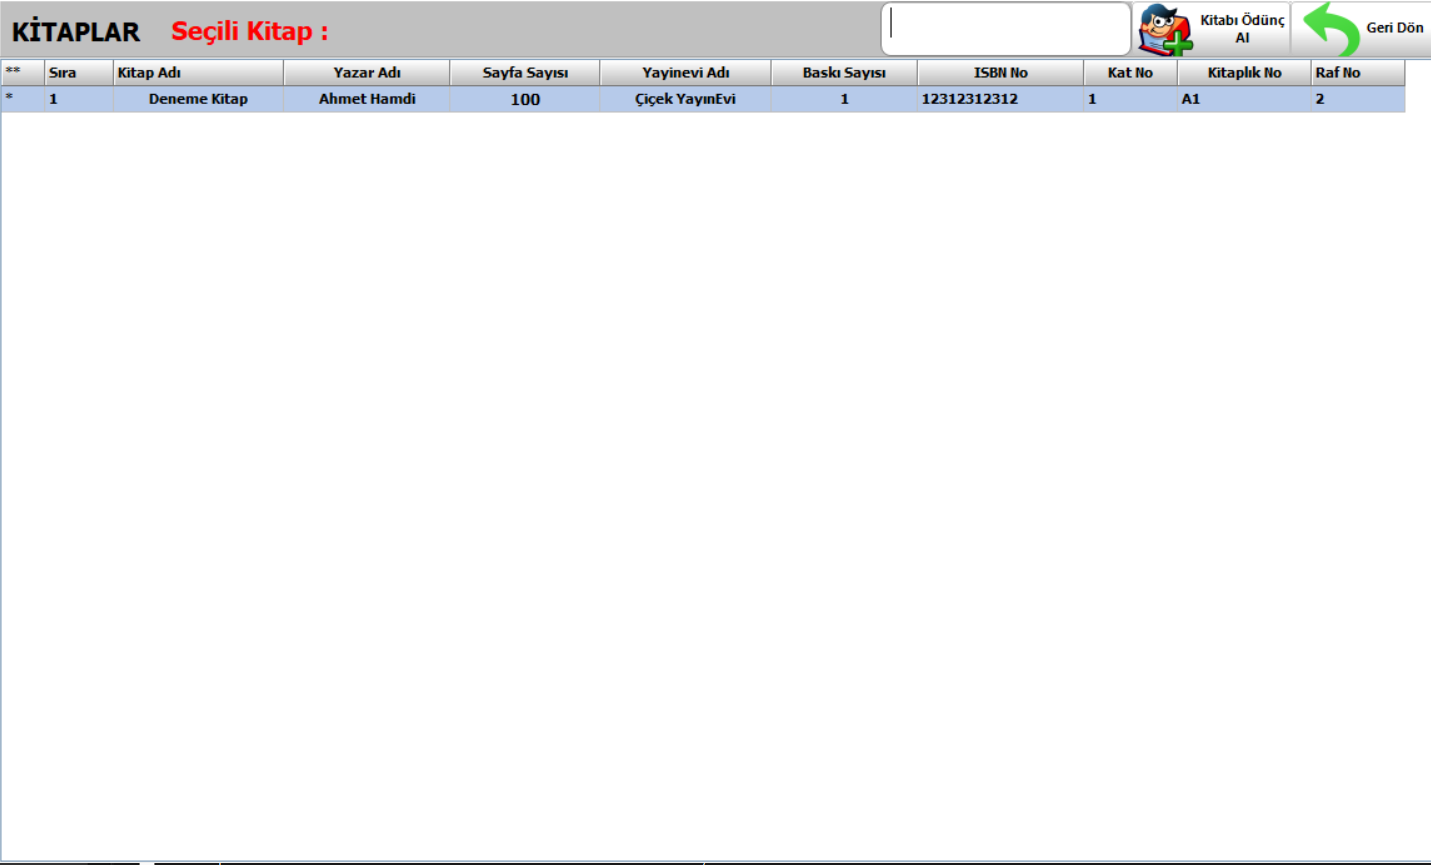 KİTAPLAR Seçili Kitap :
Kitabı Ödünç
Al
Geri Dön
** Sıra Kitap Adı Yazar Adı Sayfa Sayısı Yayinevi Adı Baskı Sayısı ISBN No Kat No Kitaplık No Raf No
* 1 Deneme Kitap Ahmet Hamdi 100 Çiçek YayınEvi 1 12312312312 1 A1 2